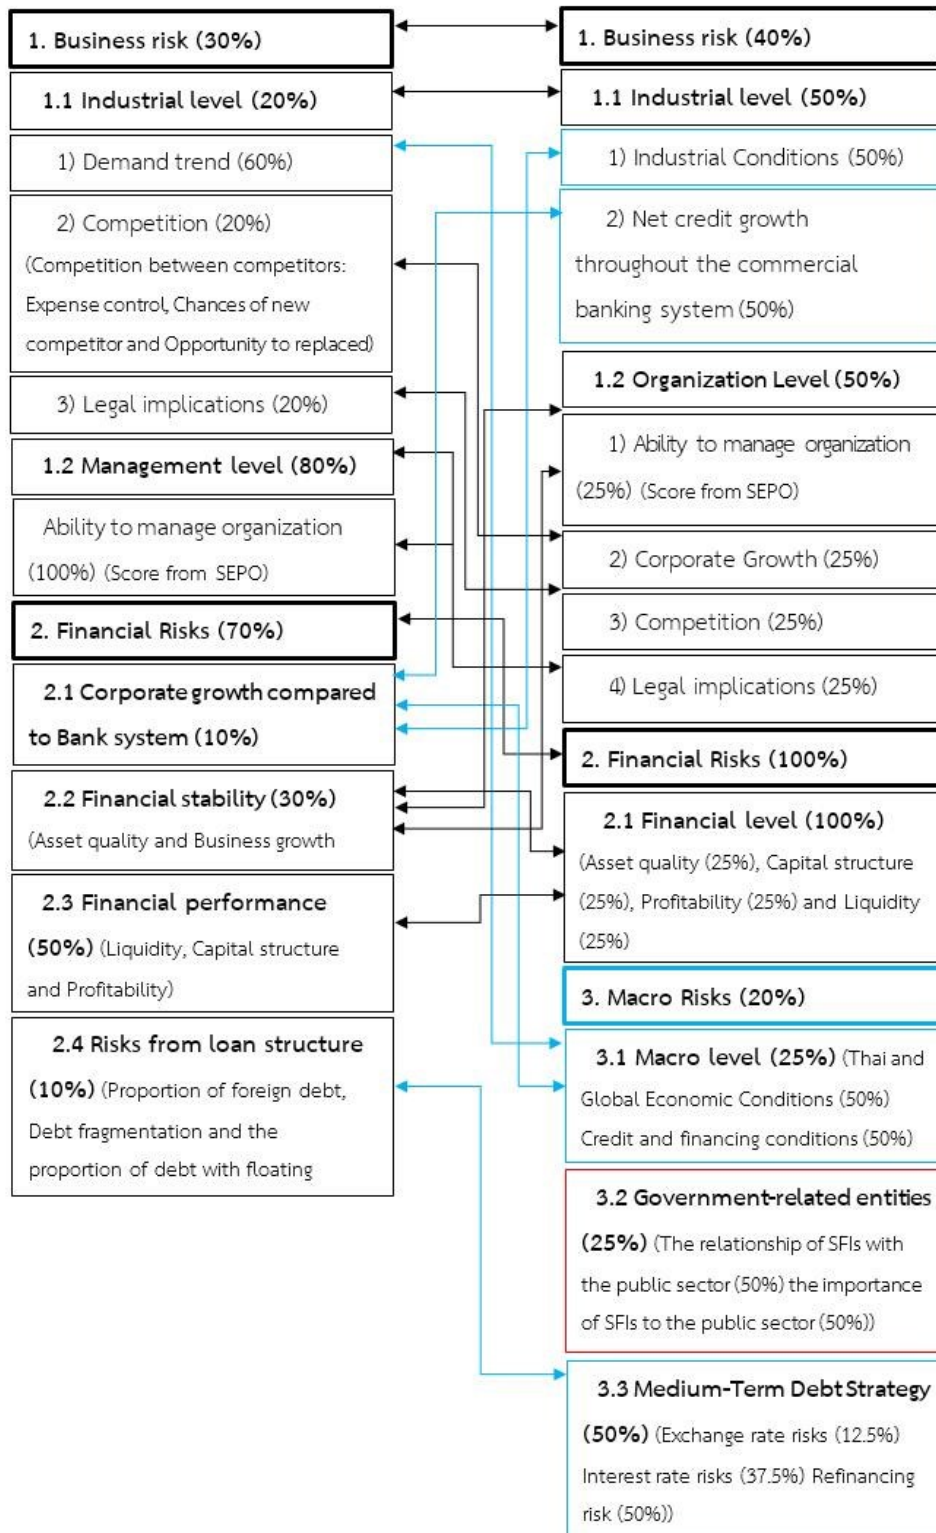 1. Business risk (30%)
1.1 Industrial level (20%)
1) Demand trend (60%)
2) Competition (20%)
(Competition between competitors:
Expense control, Chances of new
competitor and Opportunity to replaced)
3) Legal implications (20%)
1.2 Management level (80%)
Ability to manage organization
(100%) (Score from SEPO)
2. Financial Risks (70%)
2.1 Corporate growth compared
to Bank system (10%)
2.2 Financial stability (30%)
(Asset quality and Business growth
2.3 Financial performance
(50%) (Liquidity, Capital structure
and Profitability)
2.4 Risks from loan structure
(10%) (Proportion of foreign debt,
Debt fragmentation and the
proportion of debt with floating
1. Business risk (40%)
1.1 Industrial level (50%)
1) Industrial Conditions (50%)
2) Net credit growth
throughout the commercial
banking system (50%)
1.2 Organization Level (50%)
1) Ability to manage organization
(25%) (Score from SEPO)
2) Corporate Growth (25%)
3) Competition (25%)
4) Legal implications (25%)
2. Financial Risks (100%)
2.1 Financial level (100%)
(Asset quality (25%), Capital structure
(25%), Profitability (25%) and Liquidity
(25%)
3. Macro Risks (20%)
3.1 Macro level (25%) (Thai and
Global Economic Conditions (50%)
Credit and financing conditions (50%)
3.2 Government-related entities
(25%) (The relationship of SFIs with
the public sector (50%) the importance
of SFIs to the public sector (50%))
3.3 Medium-Term Debt Strategy
(50%) (Exchange rate risks (12.5%)
Interest rate risks (37.5%) Refinancing
risk (50%))